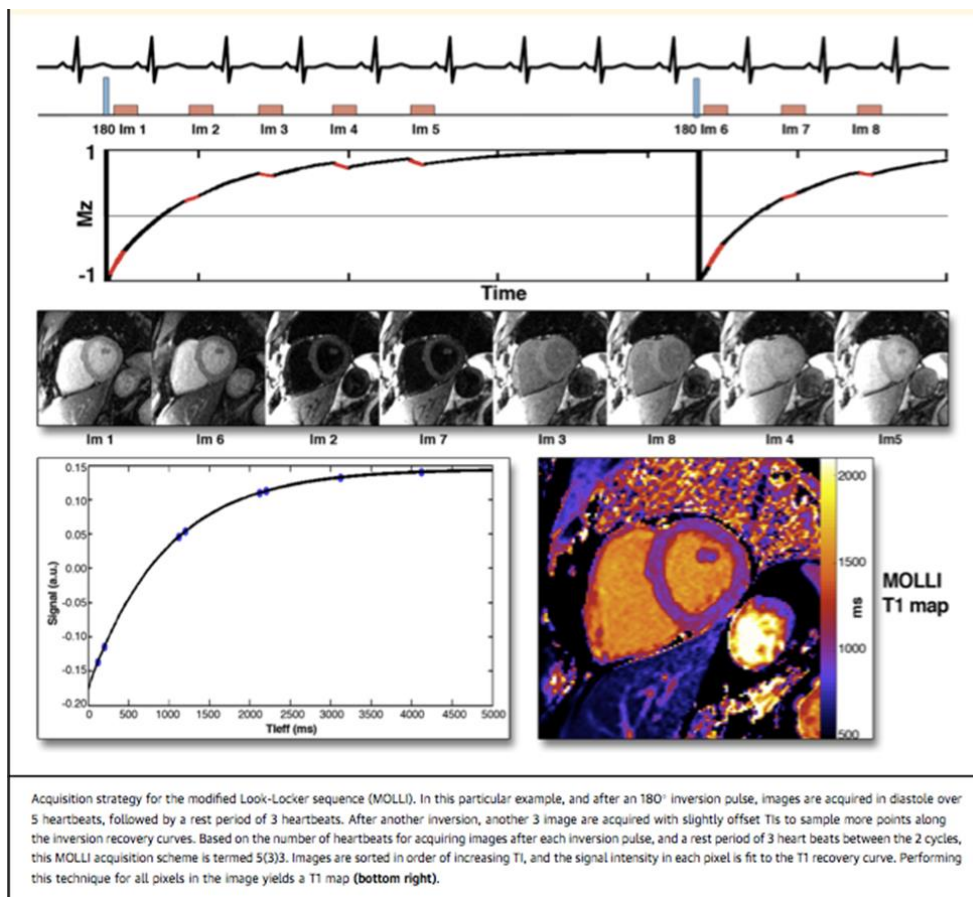 180 Im 1 Im 2 Im 3 Im 4 Im 5 180 Im 6 Im 7 Im 8
1
Mz
-1
Time
Im 1 Im 6 Im 2 Im 7 Im 3 Im 8 Im 4 Im5
0.15
0.10
0.05
0.00
-0.05
-0.10
-0.15
-0.20
Signal (a.u.)
0 500 1000 1500 2000 2500 3000 3500 4000 4500 5000
TIeff (ms)
2000
1500
ms
1000
500
MOLLI
T1 map
Acquisition strategy for the modified Look-Locker sequence (MOLLI). In this particular example, and after an 180° inversion pulse, images are acquired in diastole over
5 heartbeats, followed by a rest period of 3 heartbeats. After another inversion, another 3 image are acquired with slightly offset TIs to sample more points along
the inversion recovery curves. Based on the number of heartbeats for acquiring images after each inversion pulse, and a rest period of 3 heart beats between the 2 cycles,
this MOLLI acquisition scheme is termed 5(3)3. Images are sorted in order of increasing TI, and the signal intensity in each pixel is fit to the T1 recovery curve. Performing
this technique for all pixels in the image yields a T1 map (bottom right).